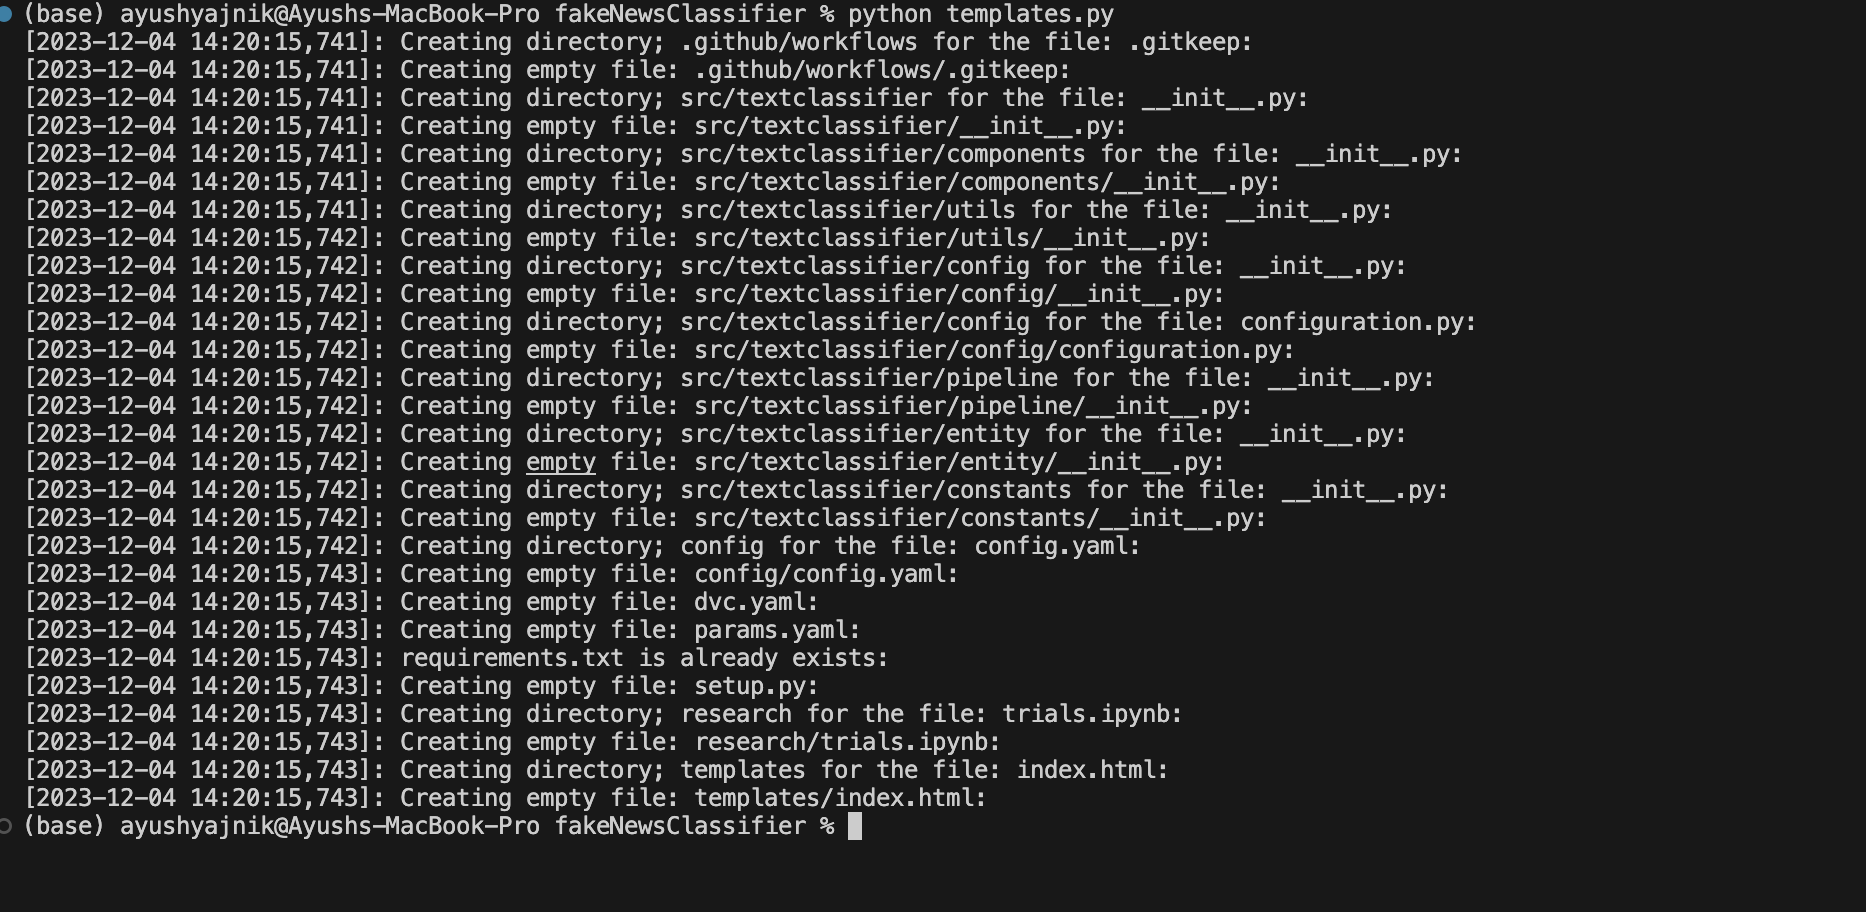 (base) ayushyajnik@Ayushs-MacBook-Pro fakeNewsClassifier % python templates.py
[2023-12-04 14:20:15,741]: Creating directory; .github/workflows for the file: .gitkeep:
[2023-12-04 14:20:15,741]: Creating empty file: .github/workflows/.gitkeep:
[2023-12-04 14:20:15,741]: Creating directory; src/textclassifier for the file: __init__.py:
[2023-12-04 14:20:15,741]: Creating empty file: src/textclassifier/__init__.py:
[2023-12-04 14:20:15,741]: Creating directory; src/textclassifier/components for the file: __init__.py:
[2023-12-04 14:20:15,741]: Creating empty file: src/textclassifier/components/__init__.py:
[2023-12-04 14:20:15,741]: Creating directory; src/textclassifier/utils for the file: __init__.py:
[2023-12-04 14:20:15,742]: Creating empty file: src/textclassifier/utils/__init__.py:
[2023-12-04 14:20:15,742]: Creating directory; src/textclassifier/config for the file: __init__.py:
[2023-12-04 14:20:15,742]: Creating empty file: src/textclassifier/config/__init__.py:
[2023-12-04 14:20:15,742]: Creating directory; src/textclassifier/config for the file: configuration.py:
[2023-12-04 14:20:15,742]: Creating empty file: src/textclassifier/config/configuration.py:
[2023-12-04 14:20:15,742]: Creating directory; src/textclassifier/pipeline for the file: __init__.py:
[2023-12-04 14:20:15,742]: Creating empty file: src/textclassifier/pipeline/__init__.py:
[2023-12-04 14:20:15,742]: Creating directory; src/textclassifier/entity for the file: __init__.py:
[2023-12-04 14:20:15,742]: Creating empty file: src/textclassifier/entity/__init__.py:
[2023-12-04 14:20:15,742]: Creating directory; src/textclassifier/constants for the file: __init__.py:
[2023-12-04 14:20:15,742]: Creating empty file: src/textclassifier/constants/__init__.py:
[2023-12-04 14:20:15,742]: Creating directory; config for the file: config.yaml:
[2023-12-04 14:20:15,743]: Creating empty file: config/config.yaml:
[2023-12-04 14:20:15,743]: Creating empty file: dvc.yaml:
[2023-12-04 14:20:15,743]: Creating empty file: params.yaml:
[2023-12-04 14:20:15,743]: requirements.txt is already exists:
[2023-12-04 14:20:15,743]: Creating empty file: setup.py:
[2023-12-04 14:20:15,743]: Creating directory; research for the file: trials.ipynb:
[2023-12-04 14:20:15,743]: Creating empty file: research/trials.ipynb:
[2023-12-04 14:20:15,743]: Creating directory; templates for the file: index.html:
[2023-12-04 14:20:15,743]: Creating empty file: templates/index.html:
(base) ayushyajnik@Ayushs-MacBook-Pro fakeNewsClassifier %